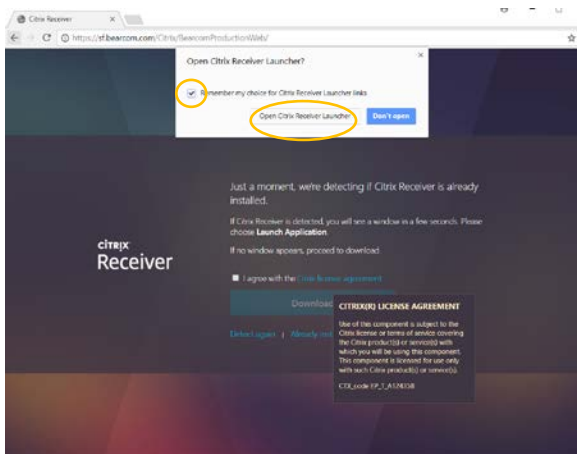 Citrix Receiver
https://sf.bearcom.com/Citrix/BearcomProductionWeb/
Open Citrix Receiver Launcher?
Remember my choice for Citrix Receiver Launcher links
Open Citrix Receiver Launcher
Don't open
Just a moment, we're detecting if Citrix Receiver is already
installed.
If Citrix Receiver is detected, you will see a window in a few seconds. Please
choose Launch Application.
If no window appears, proceed to download.
CITRIX
Receiver
I agree with the Citrix license agreement
Download
Detect again | Already
CITRIX(R) LICENSE AGREEMENT
Use of this component is subject to the
Citrix license or terms of service covering
the Citrix product(s) or service(s) with
which you will be using this component.
This component is licensed for use only
with such Citrix product(s) or service(s).
CTX_code EP_T_A124358